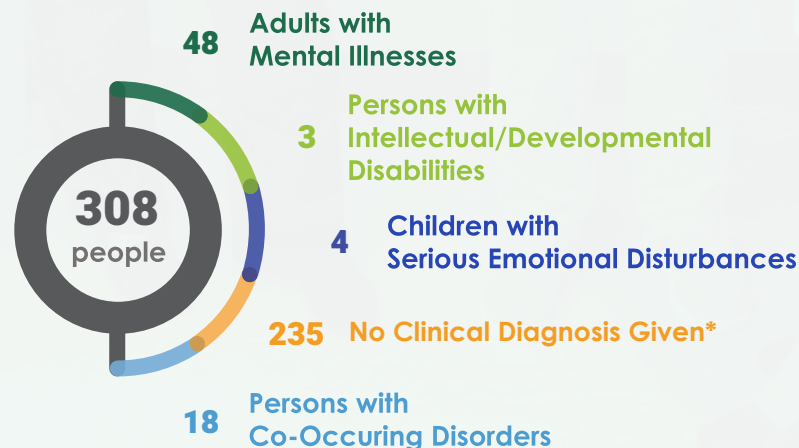 48
Adults with
Mental Illnesses
3
Persons with
Intellectual/Developmental
Disabilities
308
people
4
Children with
Serious Emotional Disturbances
235
No Clinical Diagnosis Given*
18
Persons with
Co-Occuring Disorders